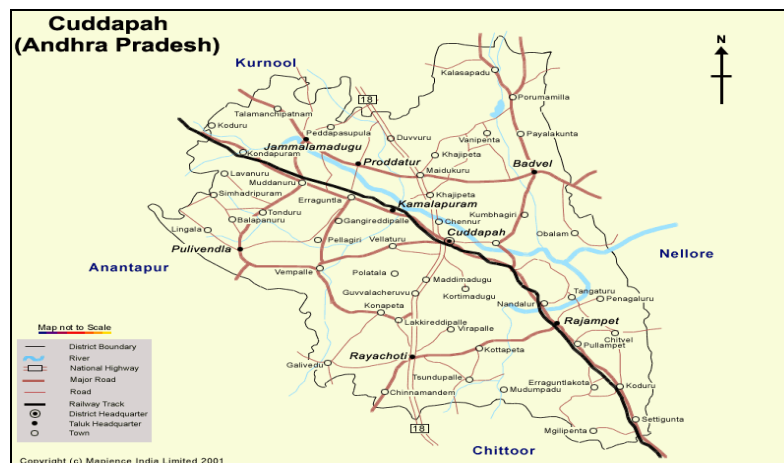 Cuddapah
(Andhra Pradesh)
N
Kurnool
Kalasapadu
18
Porumamilla
Talamanchipatnam
Koduru
Peddapasupula
Duvvuru
Vanipenta
Payalakunta
Jammalamadugu
Kondapuram
Proddatur
Khajipeta
Badvel
Maidukuru
Lavanuru
Muddanuru
Simhadripuram
Erraguntla
Khajipeta
Kamalapuram
Tonduru
Balapanuru
Gangireddipalle
Chennur
Kumbhagiri
Lingala
Cuddapah
Obalam
Pellagiri
Vellaturu
Pulivendla
Nellore
Anantapur
Vempalle
Polatala
Maddimadugu
Guvvalacheruvu
Kortimadugu
Tangaturu
Nandalur
Penagaluru
Konapeta
Lakkireddipalle
Virapalle
Rajampet
Chitvel
Pullampet
Kottapeta
Rayachoti
Galivedu
Tsundupalle
Erraguntlakota
Koduru
Chinnamandem
Mudumpadu
Settigunta
Mgilipenta
18
Chittoor
Map not to Scale
District Boundary
River
National Highway
Major Road
Road
Railway Track
District Headquarter
Taluk Headquarter
Town
Copyright (c) Mapience India Limited 2001